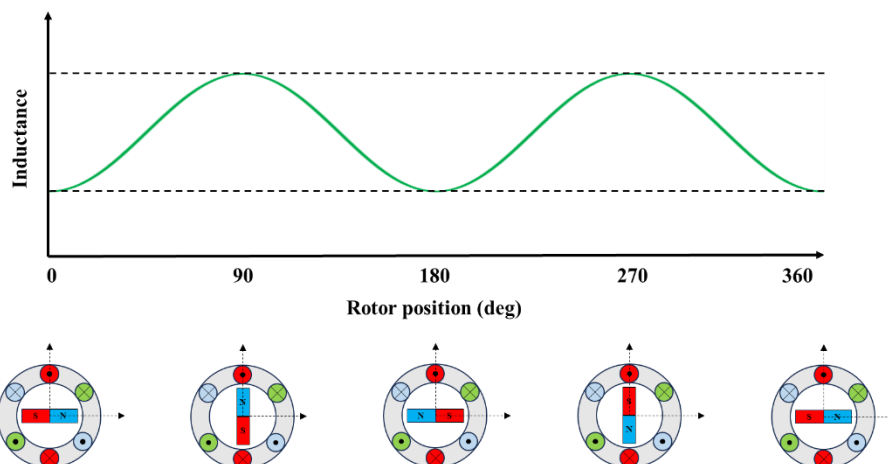 Inductance
0 90 180 270 360
Rotor position (deg)
S N N S N
N S S N